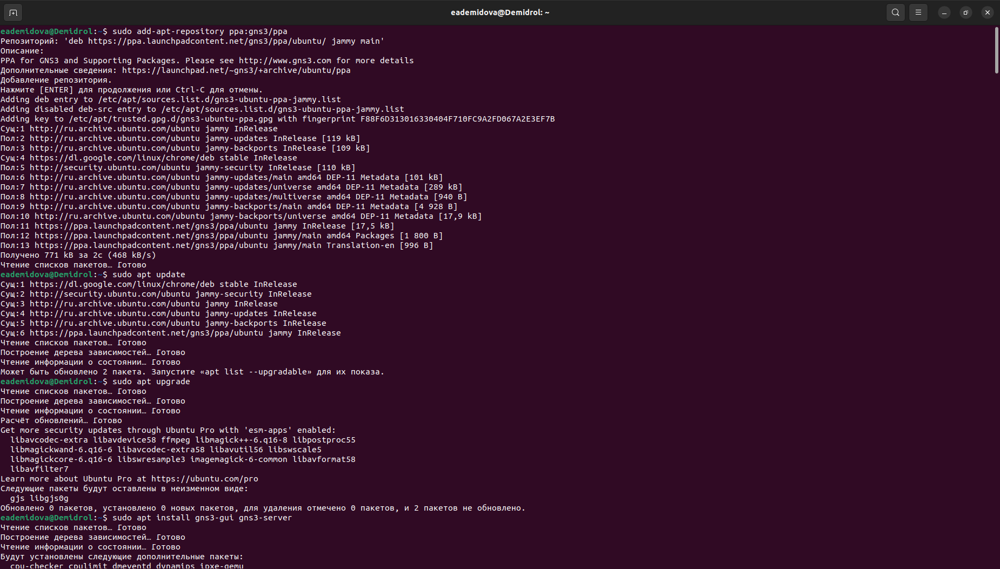 eademidova@Demidrol: ~
eademidova@Demidrol:~$ sudo add-apt-repository ppa:gns3/ppa
Репозиторий: 'deb https://ppa.launchpadcontent.net/gns3/ppa/ubuntu/ jammy main'
Описание:
PPA for GNS3 and Supporting Packages. Please see http://www.gns3.com for more details
Дополнительные сведения: https://launchpad.net/~gns3/+archive/ubuntu/ppa
Добавление репозитория.
Нажмите [ENTER] для продолжения или Ctrl-C для отмены.
Adding deb entry to /etc/apt/sources.list.d/gns3-ubuntu-ppa-jammy.list
Adding disabled deb-src entry to /etc/apt/sources.list.d/gns3-ubuntu-ppa-jammy.list
Adding key to /etc/apt/trusted.gpg.d/gns3-ubuntu-ppa.gpg with fingerprint F88F6D313016330404F710FC9A2FD067A2E3EF7B
Сущ:1 http://ru.archive.ubuntu.com/ubuntu jammy InRelease
Пол:2 http://ru.archive.ubuntu.com/ubuntu jammy-updates InRelease [119 kB]
Пол:3 http://ru.archive.ubuntu.com/ubuntu jammy-backports InRelease [109 kB]
Сущ:4 https://dl.google.com/linux/chrome/deb stable InRelease
Пол:5 http://security.ubuntu.com/ubuntu jammy-security InRelease [110 kB]
Пол:6 http://ru.archive.ubuntu.com/ubuntu jammy-updates/main amd64 DEP-11 Metadata [101 kB]
Пол:7 http://ru.archive.ubuntu.com/ubuntu jammy-updates/universe amd64 DEP-11 Metadata [289 kB]
Пол:8 http://ru.archive.ubuntu.com/ubuntu jammy-updates/multiverse amd64 DEP-11 Metadata [940 B]
Пол:9 http://ru.archive.ubuntu.com/ubuntu jammy-backports/main amd64 DEP-11 Metadata [4 928 B]
Пол:10 http://ru.archive.ubuntu.com/ubuntu jammy-backports/universe amd64 DEP-11 Metadata [17,9 kB]
Пол:11 https://ppa.launchpadcontent.net/gns3/ppa/ubuntu jammy InRelease [17,5 kB]
Пол:12 https://ppa.launchpadcontent.net/gns3/ppa/ubuntu jammy/main amd64 Packages [1 800 B]
Пол:13 https://ppa.launchpadcontent.net/gns3/ppa/ubuntu jammy/main Translation-en [996 B]
Получено 771 kB за 2с (468 kB/s)
Чтение списков пакетов… Готово
eademidova@Demidrol:~$ sudo apt update
Сущ:1 https://dl.google.com/linux/chrome/deb stable InRelease
Сущ:2 http://security.ubuntu.com/ubuntu jammy-security InRelease
Сущ:3 http://ru.archive.ubuntu.com/ubuntu jammy InRelease
Сущ:4 http://ru.archive.ubuntu.com/ubuntu jammy-updates InRelease
Сущ:5 http://ru.archive.ubuntu.com/ubuntu jammy-backports InRelease
Сущ:6 https://ppa.launchpadcontent.net/gns3/ppa/ubuntu jammy InRelease
Чтение списков пакетов… Готово
Построение дерева зависимостей… Готово
Чтение информации о состоянии… Готово
Может быть обновлено 2 пакета. Запустите «apt list --upgradable» для их показа.
eademidova@Demidrol:~$ sudo apt upgrade
Чтение списков пакетов… Готово
Построение дерева зависимостей… Готово
Чтение информации о состоянии… Готово
Расчёт обновлений… Готово
Get more security updates through Ubuntu Pro with 'esm-apps' enabled:
libavcodec-extra libavdevice58 ffmpeg libmagick++-6.q16-8 libpostproc55
libmagickwand-6.q16-6 libavcodec-extra58 libavutil56 libswscale5
libmagickcore-6.q16-6 libswresample3 imagemagick-6-common libavformat58
libavfilter7
Learn more about Ubuntu Pro at https://ubuntu.com/pro
Следующие пакеты будут оставлены в неизменном виде:
gjs libgjs0g
Обновлено 0 пакетов, установлено 0 новых пакетов, для удаления отмечено 0 пакетов, и 2 пакетов не обновлено.
eademidova@Demidrol:~$ sudo apt install gns3-gui gns3-server
Чтение списков пакетов… Готово
Построение дерева зависимостей… Готово
Чтение информации о состоянии… Готово
Будут установлены следующие дополнительные пакеты:
cpu-checker cpulimit dmeventd dynamips ipxe-qemu